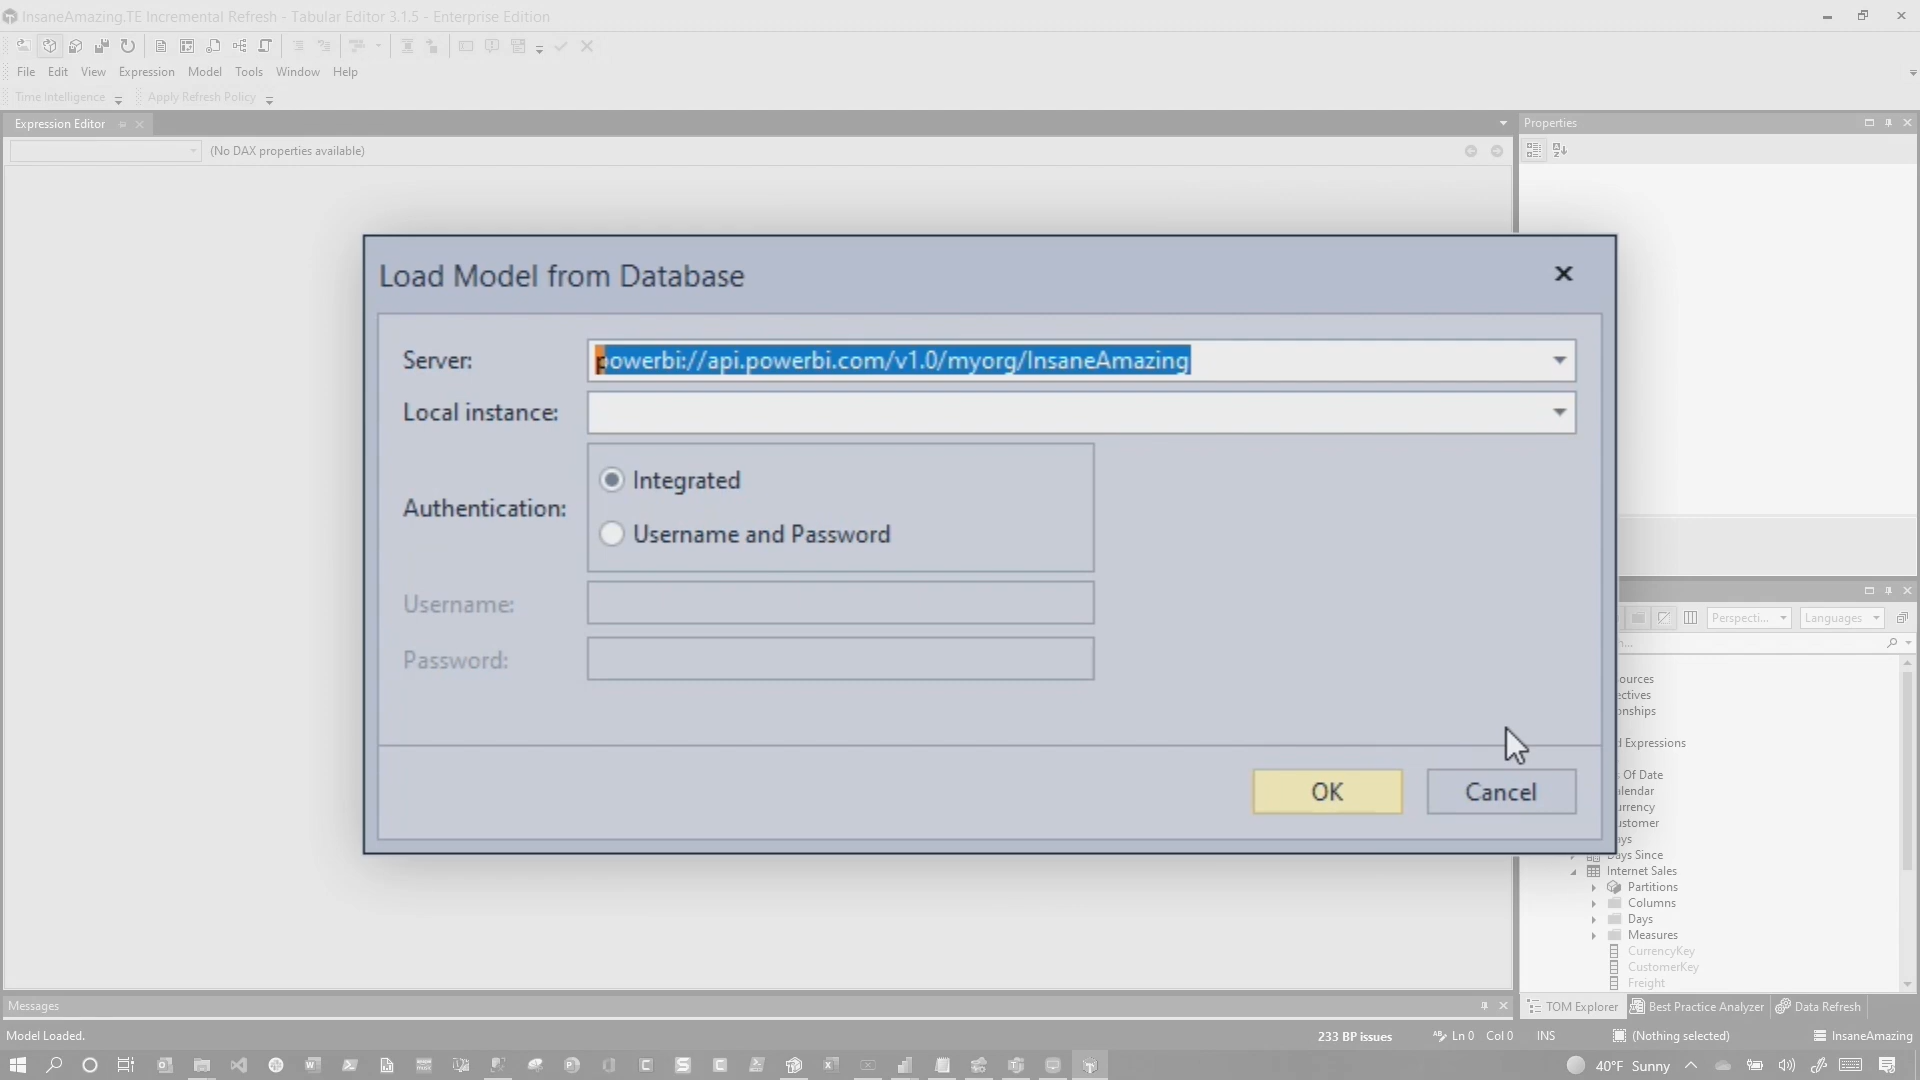 InsaneAmazing.TE Incremental Refresh - Tabular Editor 3.1.5 - Enterprise Edition
File Edit View Expression Model Tools Window Help
Time Intelligence Apply Refresh Policy
Expression Editor
(No DAX properties available)
Properties
Load Model from Database
Server: powerbi://api.powerbi.com/v1.0/myorg/InsaneAmazing
Local instance:
Authentication:
Integrated
Username and Password
Username:
Password:
OK Cancel
Perspecti... Languages
ources
ectives
onships
d Expressions
Of Date
alendar
urrency
ustomer
ays
Days Since
Internet Sales
Partitions
Columns
Days
Measures
CurrencyKey
CustomerKey
Freight
Messages
TOM Explorer Best Practice Analyzer Data Refresh
Model Loaded.
233 BP issues Ln 0 Col 0 INS (Nothing selected) InsaneAmazing
40°F Sunny